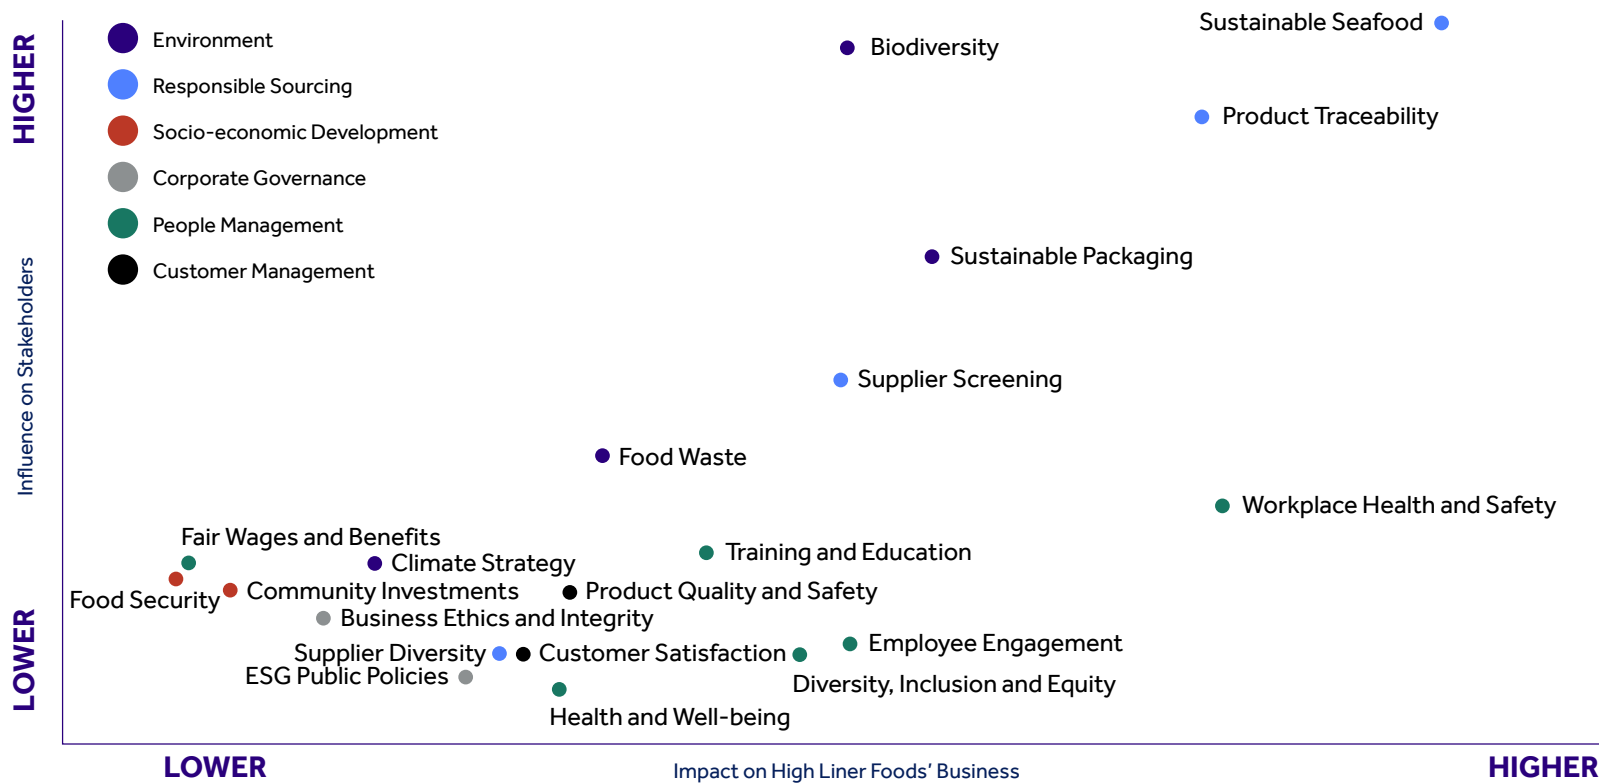 HIGHER
Influence on Stakeholders
LOWER
Environment
Responsible Sourcing
Socio-economic Development
Corporate Governance
People Management
Customer Management
Sustainable Seafood
Biodiversity
Product Traceability
Sustainable Packaging
Supplier Screening
Food Waste
Workplace Health and Safety
Fair Wages and Benefits
Training and Education
Climate Strategy
Food Security
Community Investments
Product Quality and Safety
Business Ethics and Integrity
Employee Engagement
Supplier Diversity
Customer Satisfaction
ESG Public Policies
Diversity, Inclusion and Equity
Health and Well-being
LOWER
Impact on High Liner Foods’ Business
HIGHER